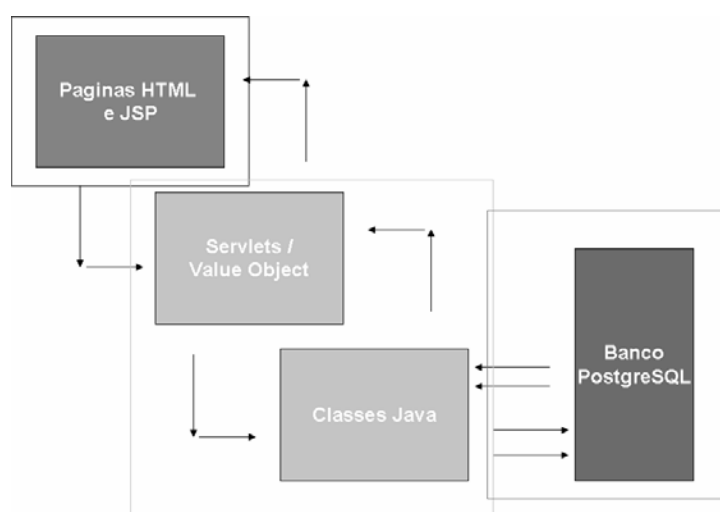 Paginas HTML
e JSP
Servlets /
Value Object
Classes Java
Banco
PostgreSQL